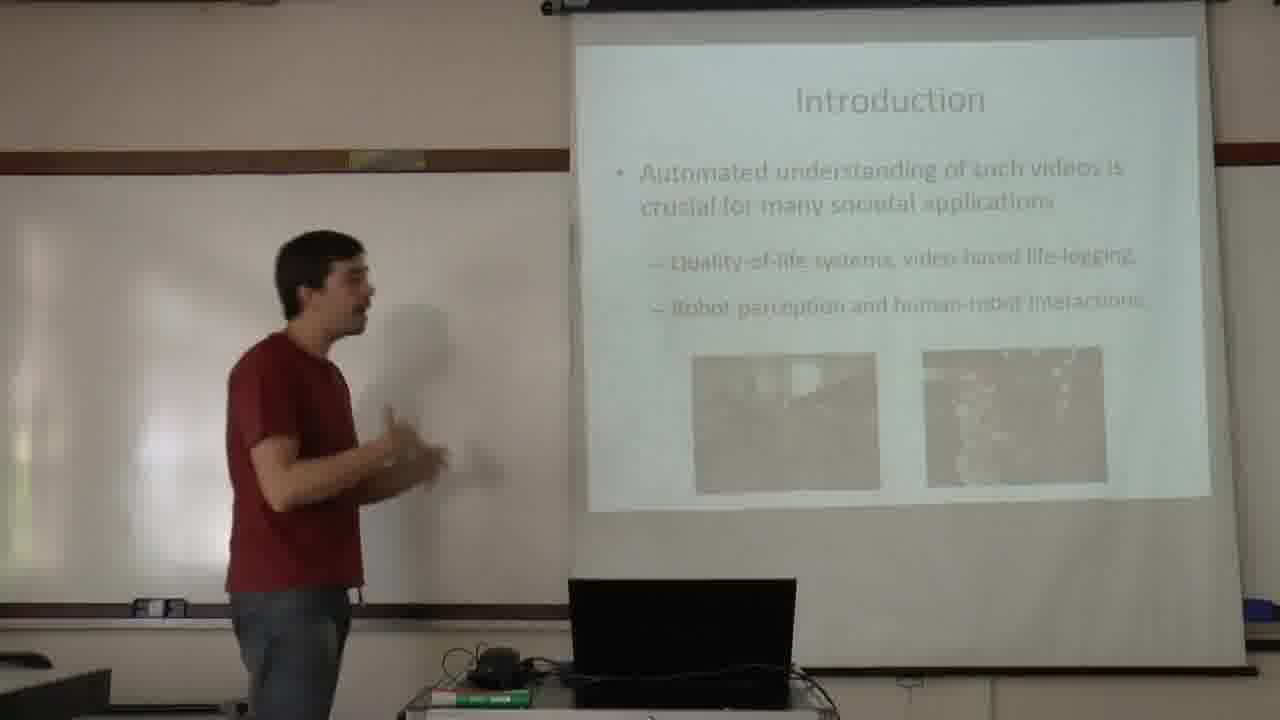 Introduction
• Automated understanding of such videos is
crucial for many societal applications
– Quality-of-life systems, video-based life-logging,
– Robot perception and human-robot interactions